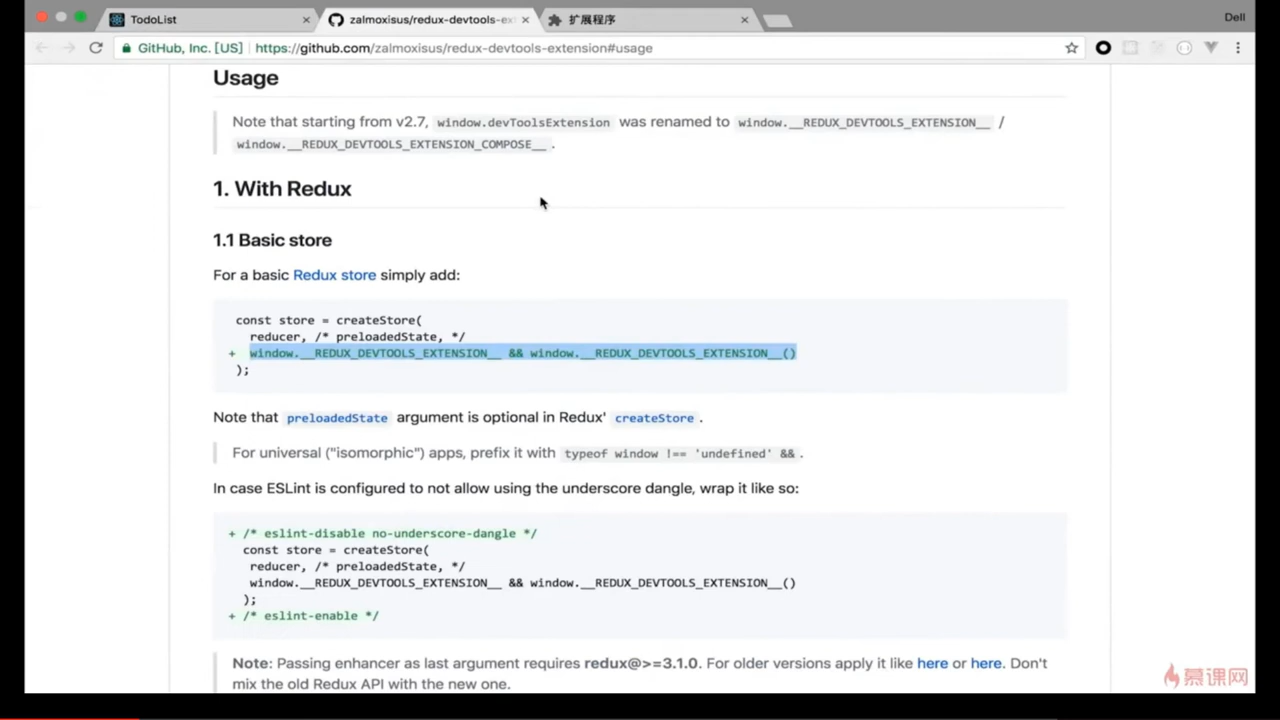 TodoList
zalmoxisus/redux-devtools-ex
扩展程序
Dell
GitHub, Inc. [US]
https://github.com/zalmoxisus/redux-devtools-extension#usage
Usage
Note that starting from v2.7, window.devToolsExtension was renamed to window.__REDUX_DEVTOOLS_EXTENSION__ /
window.__REDUX_DEVTOOLS_EXTENSION_COMPOSE__ .
1. With Redux
1.1 Basic store
For a basic Redux store simply add:
const store = createStore(
reducer, /* preloadedState, */
+ window.__REDUX_DEVTOOLS_EXTENSION__ && window.__REDUX_DEVTOOLS_EXTENSION__()
);
Note that preloadedState argument is optional in Redux' createStore .
For universal ("isomorphic") apps, prefix it with typeof window !== 'undefined' && .
In case ESLint is configured to not allow using the underscore dangle, wrap it like so:
+ /* eslint-disable no-underscore-dangle */
const store = createStore(
reducer, /* preloadedState, */
window.__REDUX_DEVTOOLS_EXTENSION__ && window.__REDUX_DEVTOOLS_EXTENSION__()
);
+ /* eslint-enable */
Note: Passing enhancer as last argument requires redux@>=3.1.0. For older versions apply it like here or here. Don't
mix the old Redux API with the new one.
慕课网